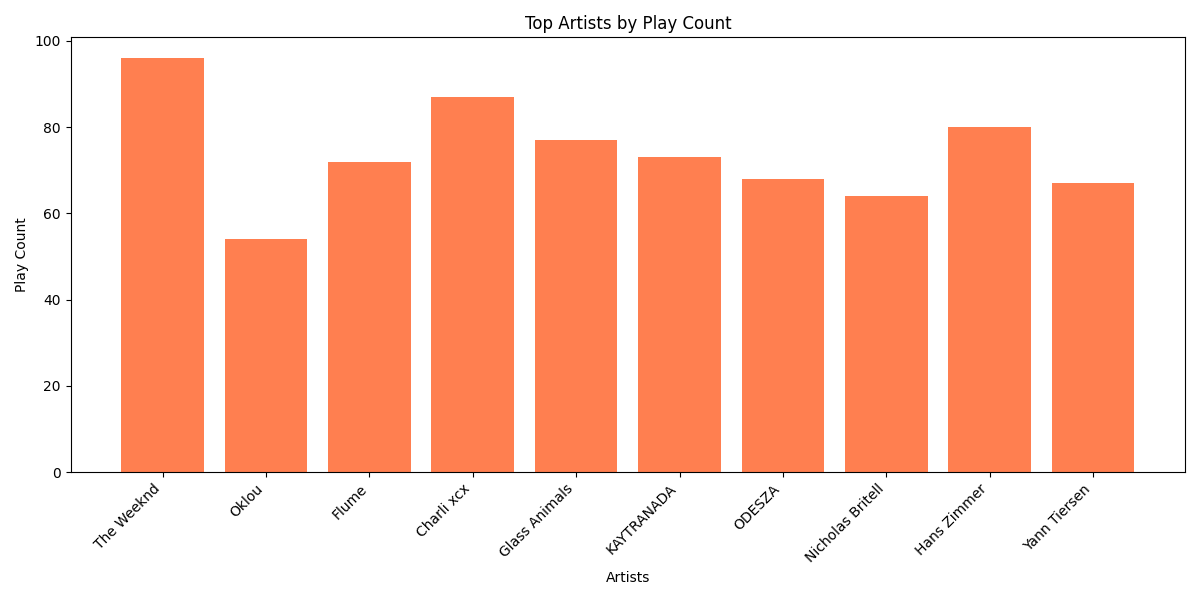 Top Artists by Play Count
Play Count
100
80
60
40
20
0
The Weeknd
Oklou
Flume
Charli xcx
Glass Animals
KAYTRANADA
ODESZA
Nicholas Britell
Hans Zimmer
Yann Tiersen
Artists